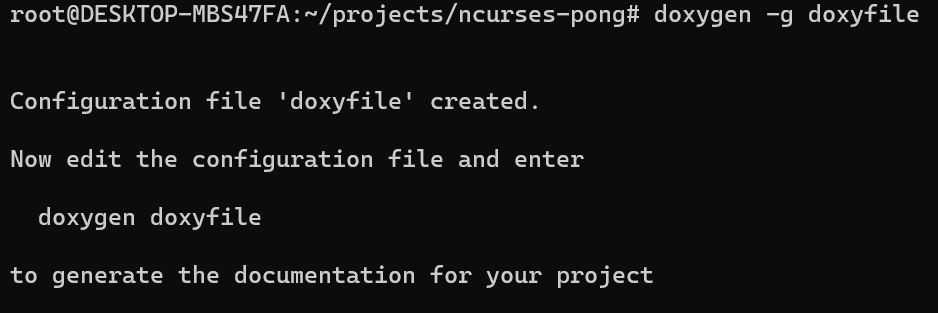 root@DESKTOP-MBS47FA:~/projects/ncurses-pong# doxygen -g doxyfile
Configuration file 'doxyfile' created.
Now edit the configuration file and enter
doxygen doxyfile
to generate the documentation for your project